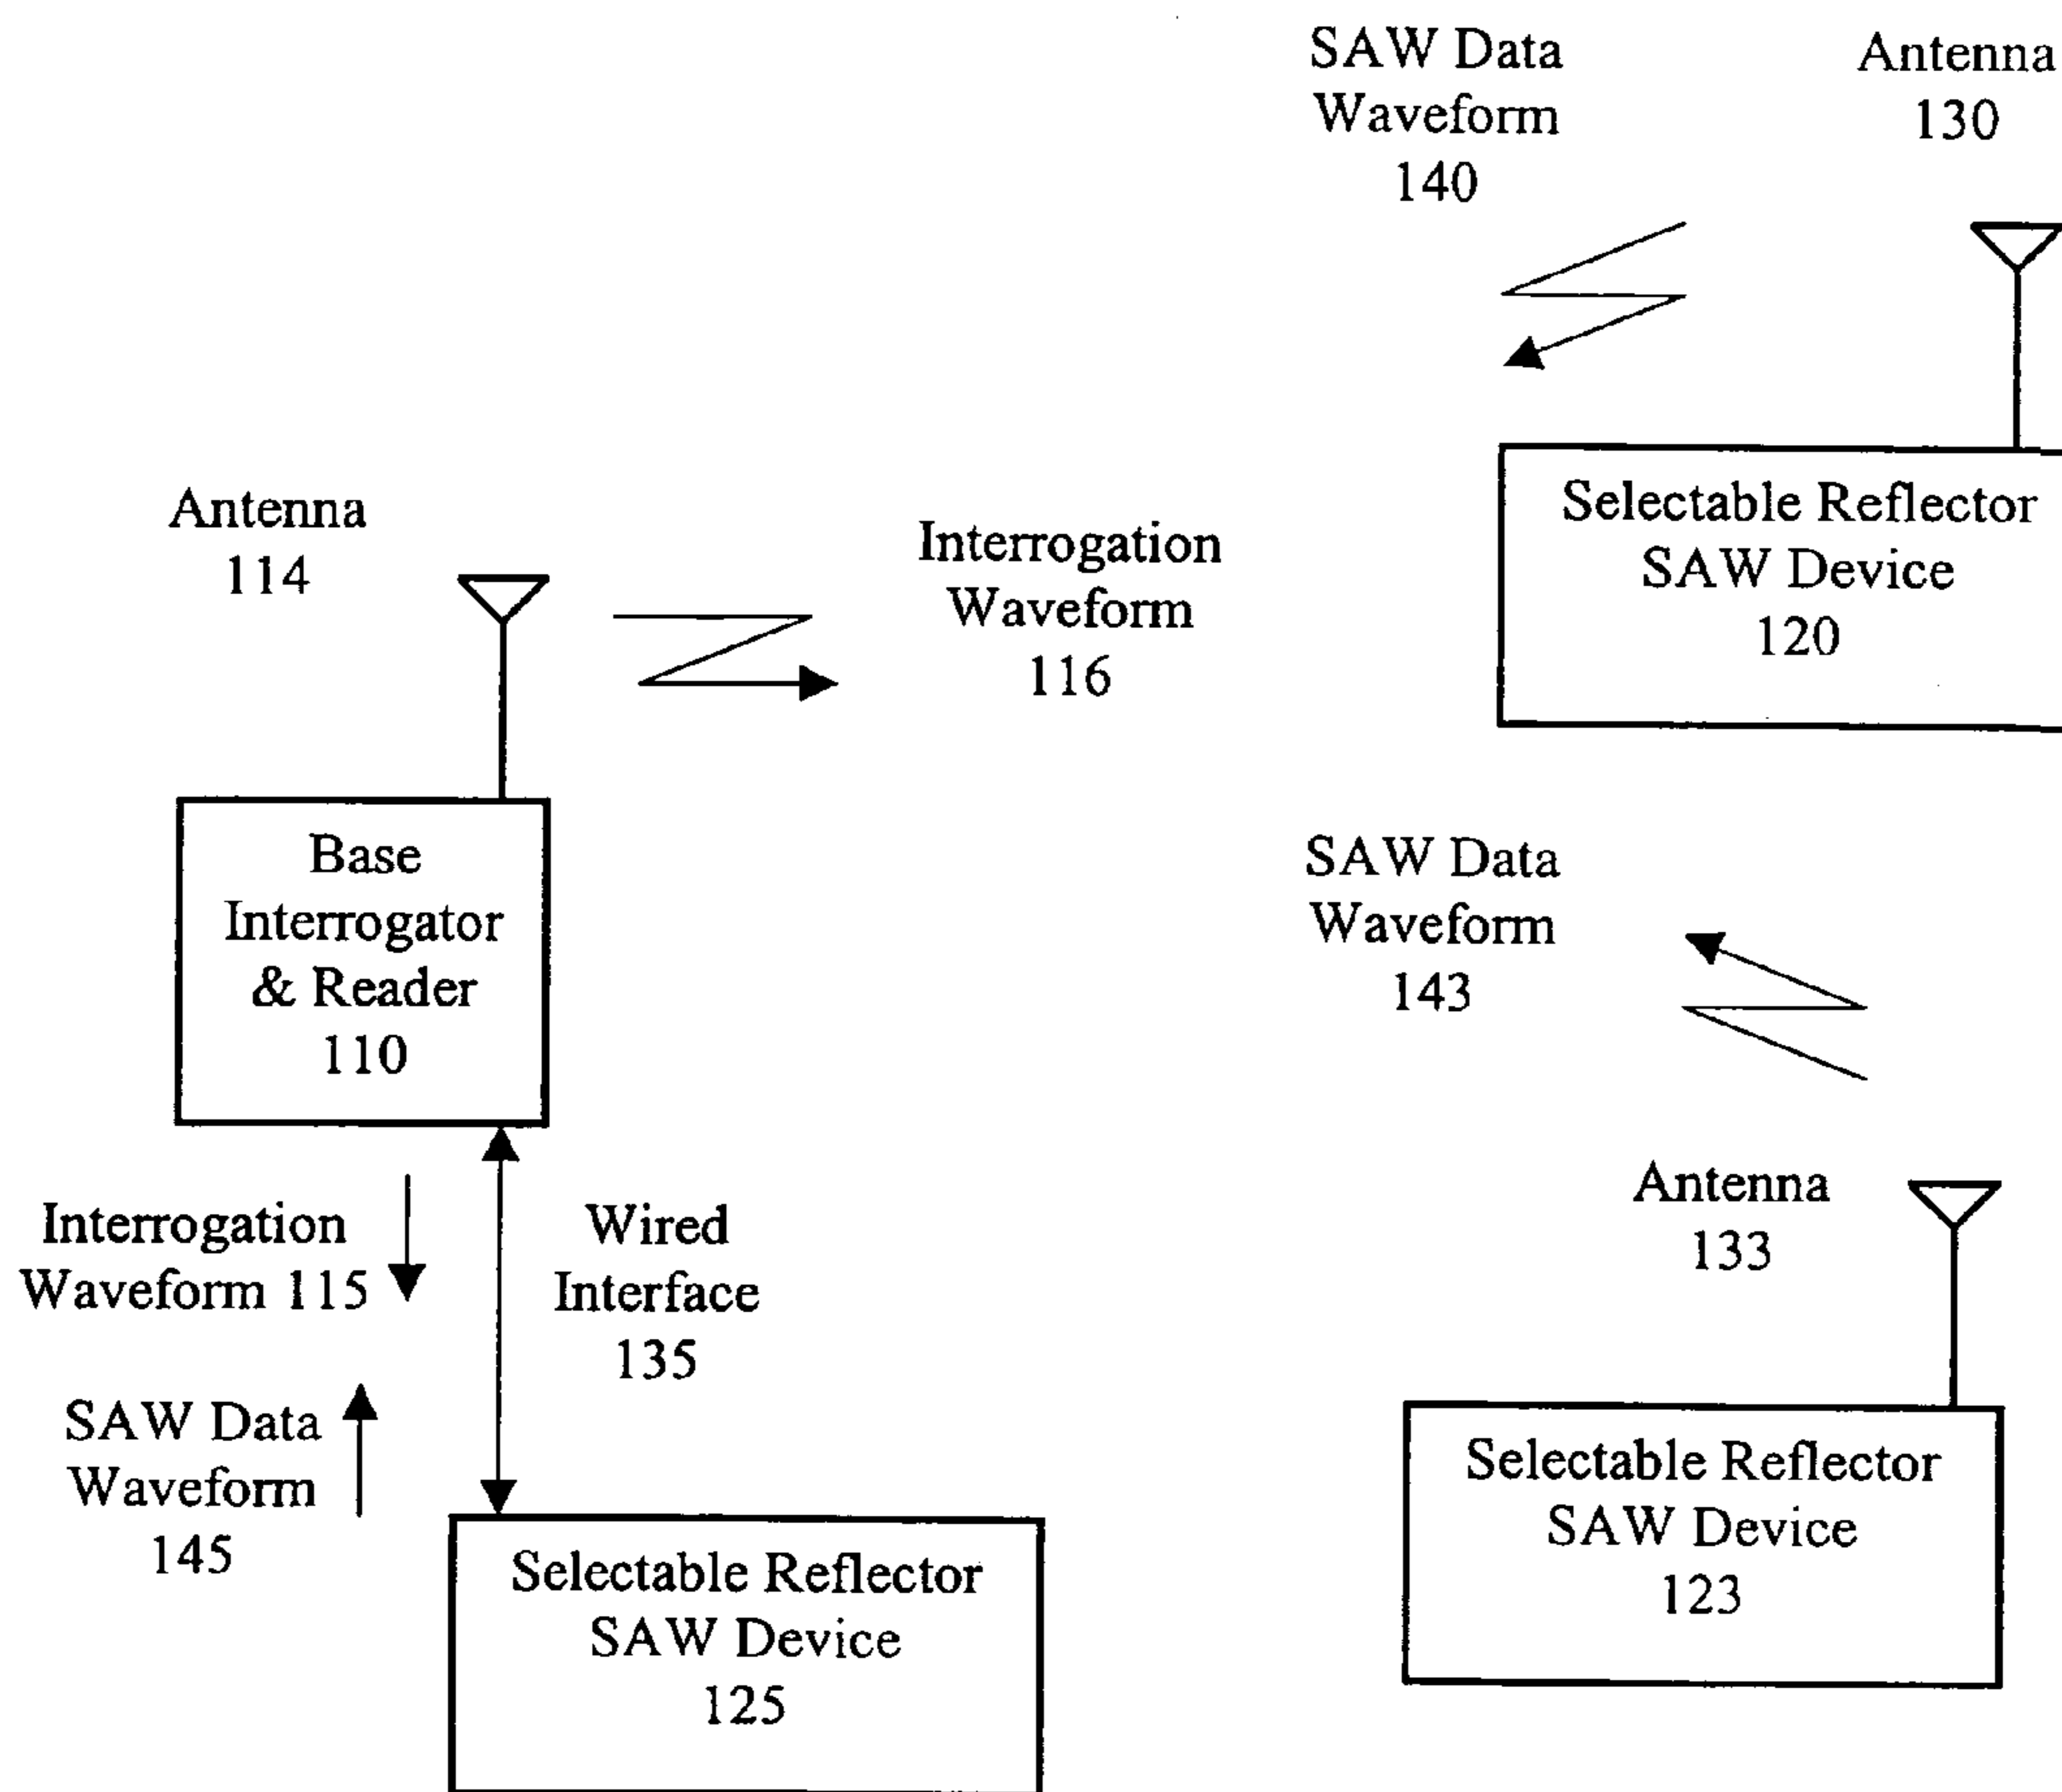 SAW Data
Waveform
140
Antenna
130
Antenna
114
Interrogation
Waveform
116
Selectable Reflector
SAW Device
120
Base
Interrogator
& Reader
110
SAW Data
Waveform
143
Interrogation
Waveform 115
Wired
Interface
135
Antenna
133
SAW Data
Waveform
145
Selectable Reflector
SAW Device
125
Selectable Reflector
SAW Device
123